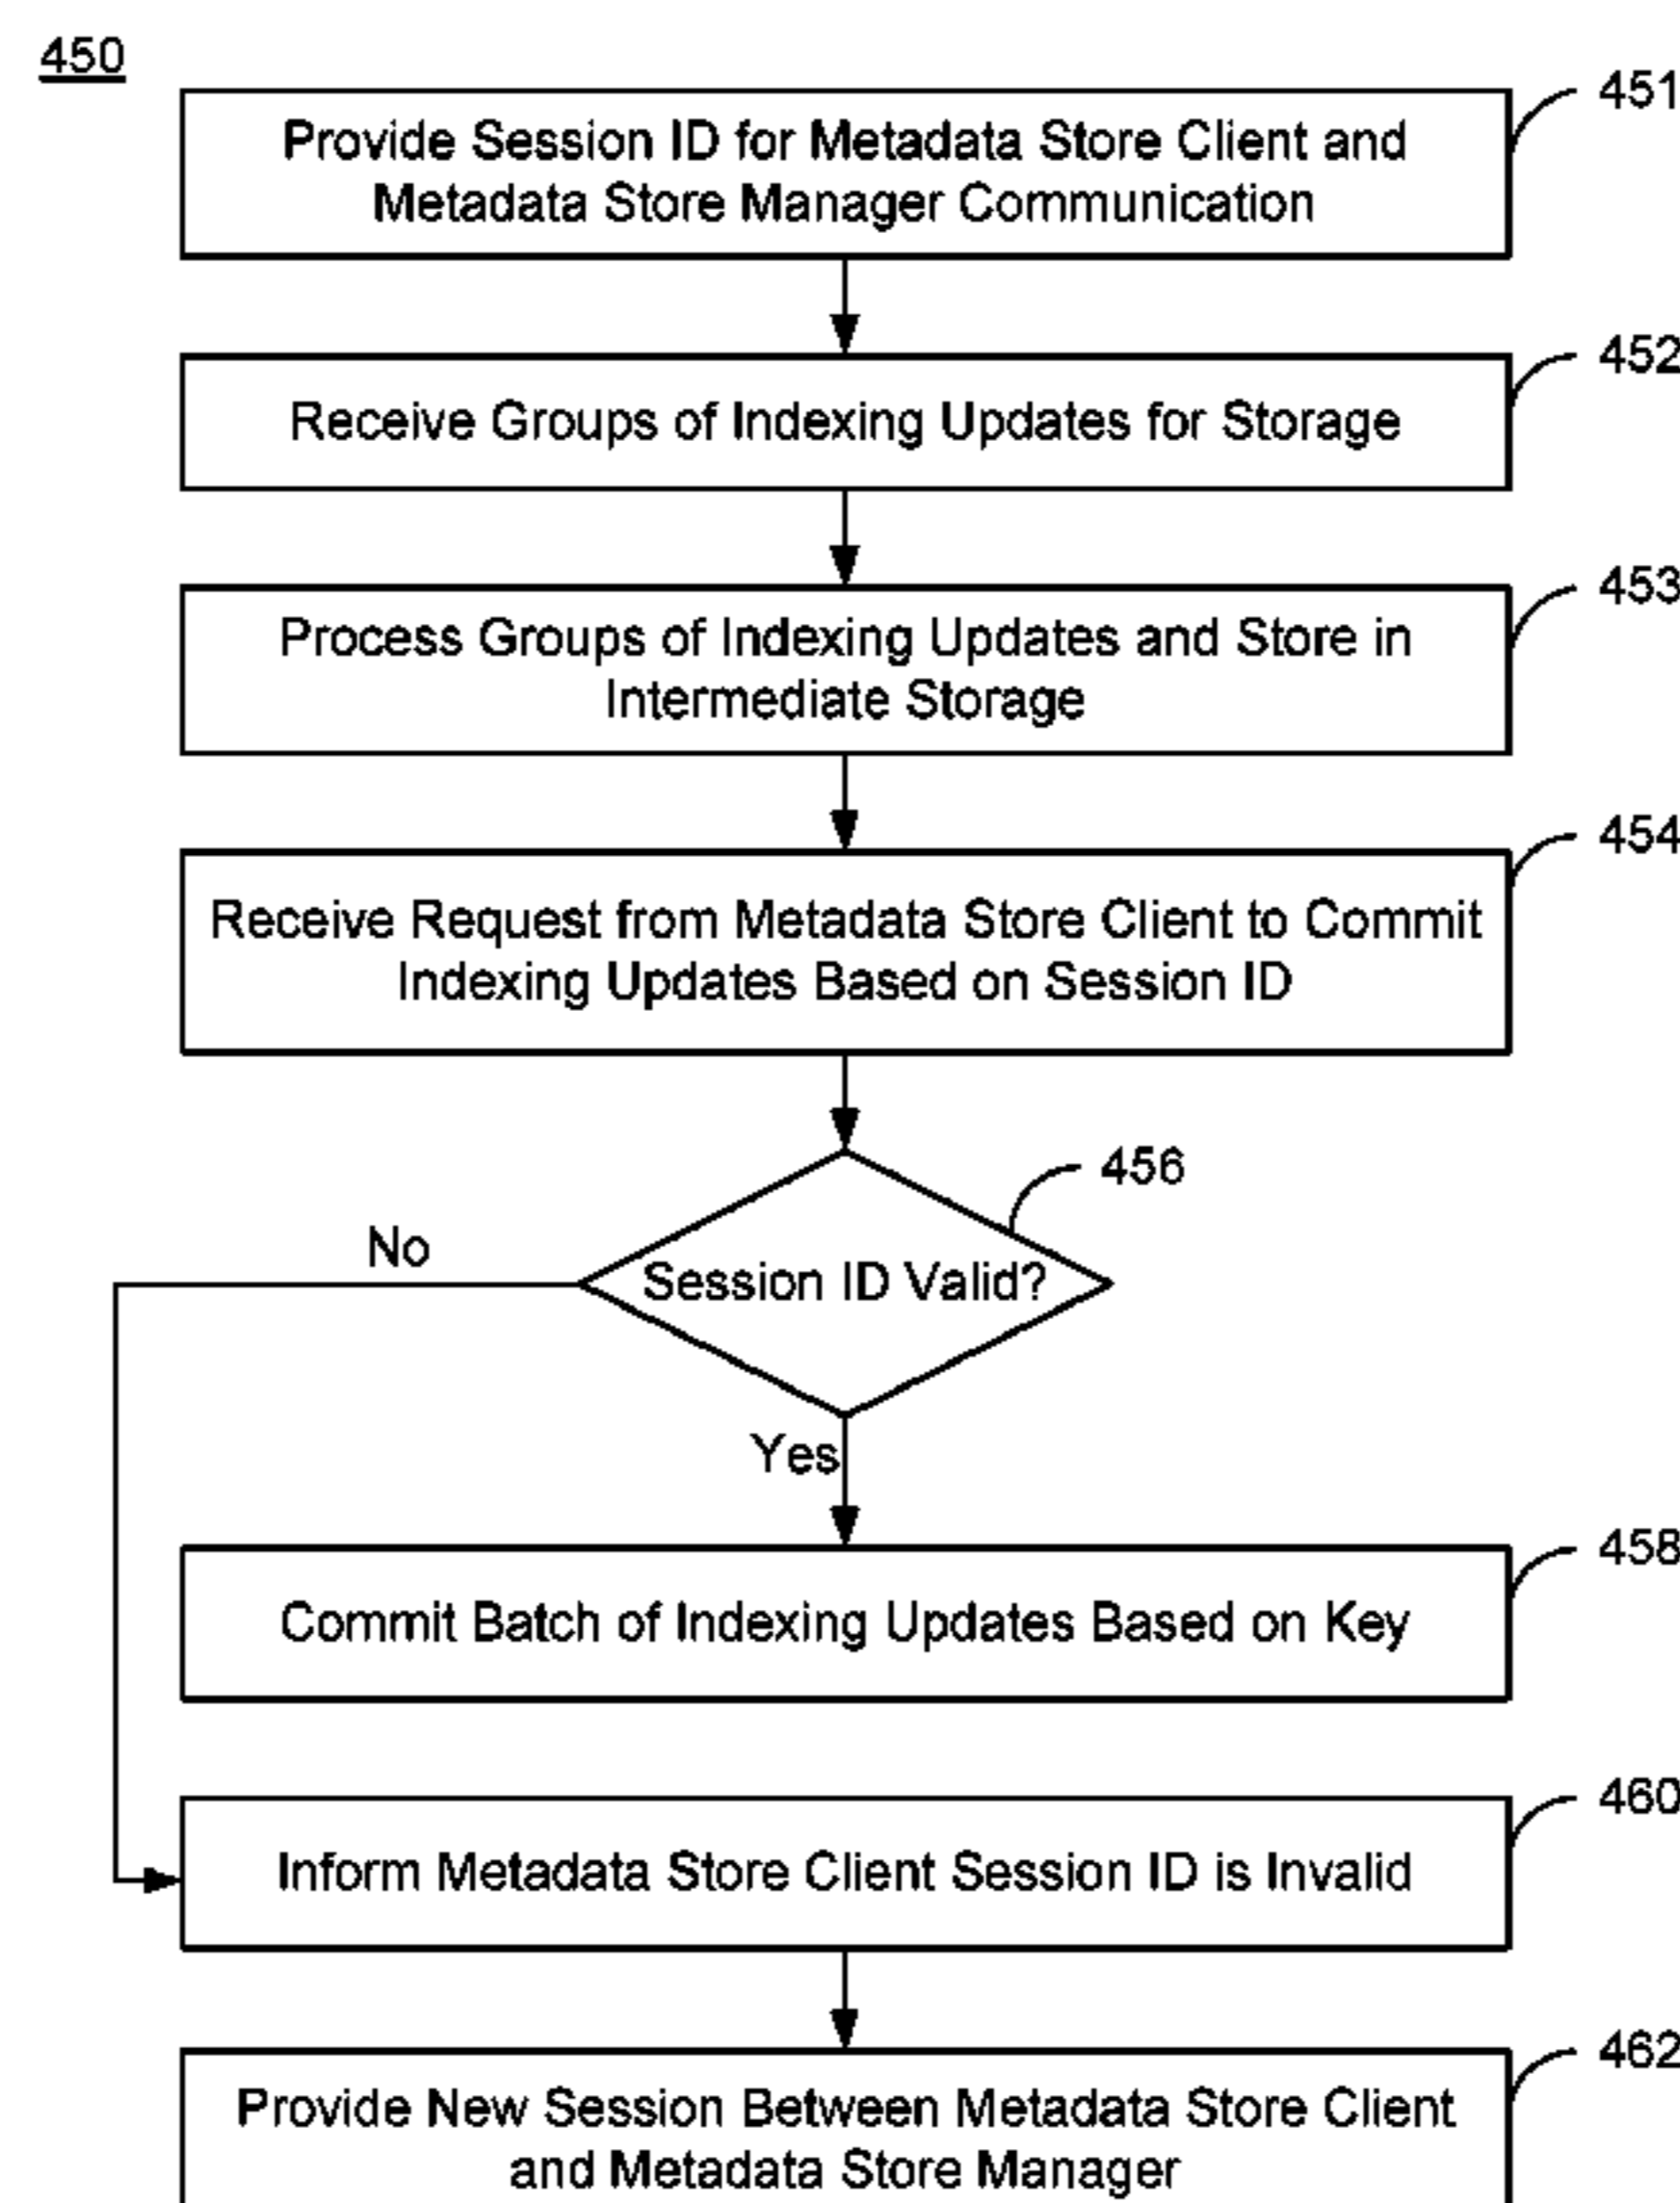 450
451
Provide Session ID for Metadata Store Client and
Metadata Store Manager Communication
452
Receive Groups of Indexing Updates for Storage
453
Process Groups of Indexing Updates and Store in
Intermediate Storage
454
Receive Request from Metadata Store Client to Commit
Indexing Updates Based on Session ID
456
No
Session ID Valid?
Yes
458
Commit Batch of Indexing Updates Based on Key
460
Inform Metadata Store Client Session ID is Invalid
462
Provide New Session Between Metadata Store Client
and Metadata Store Manager